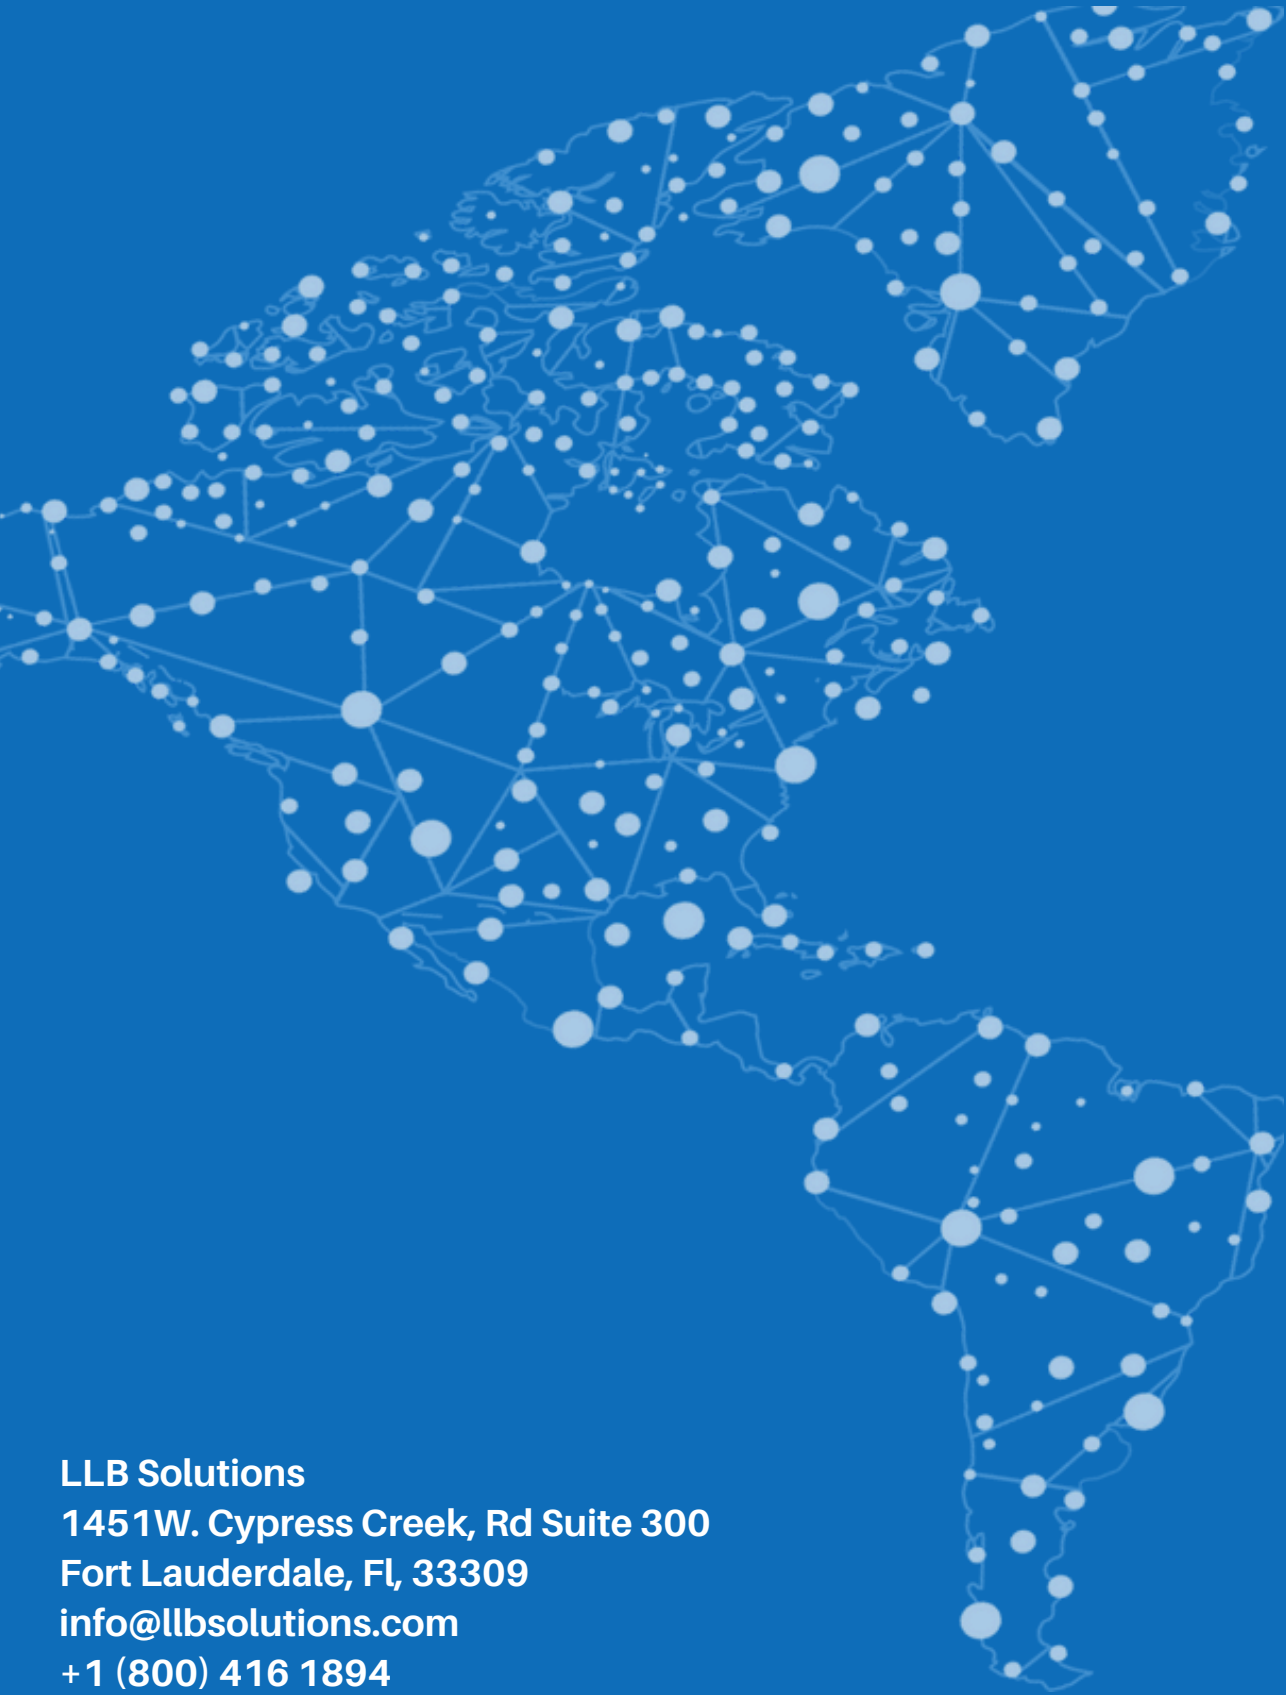 LLB Solutions
1451W. Cypress Creek, Rd Suite 300
Fort Lauderdale, Fl, 33309
info@llbsolutions.com
+1 (800) 416 1894